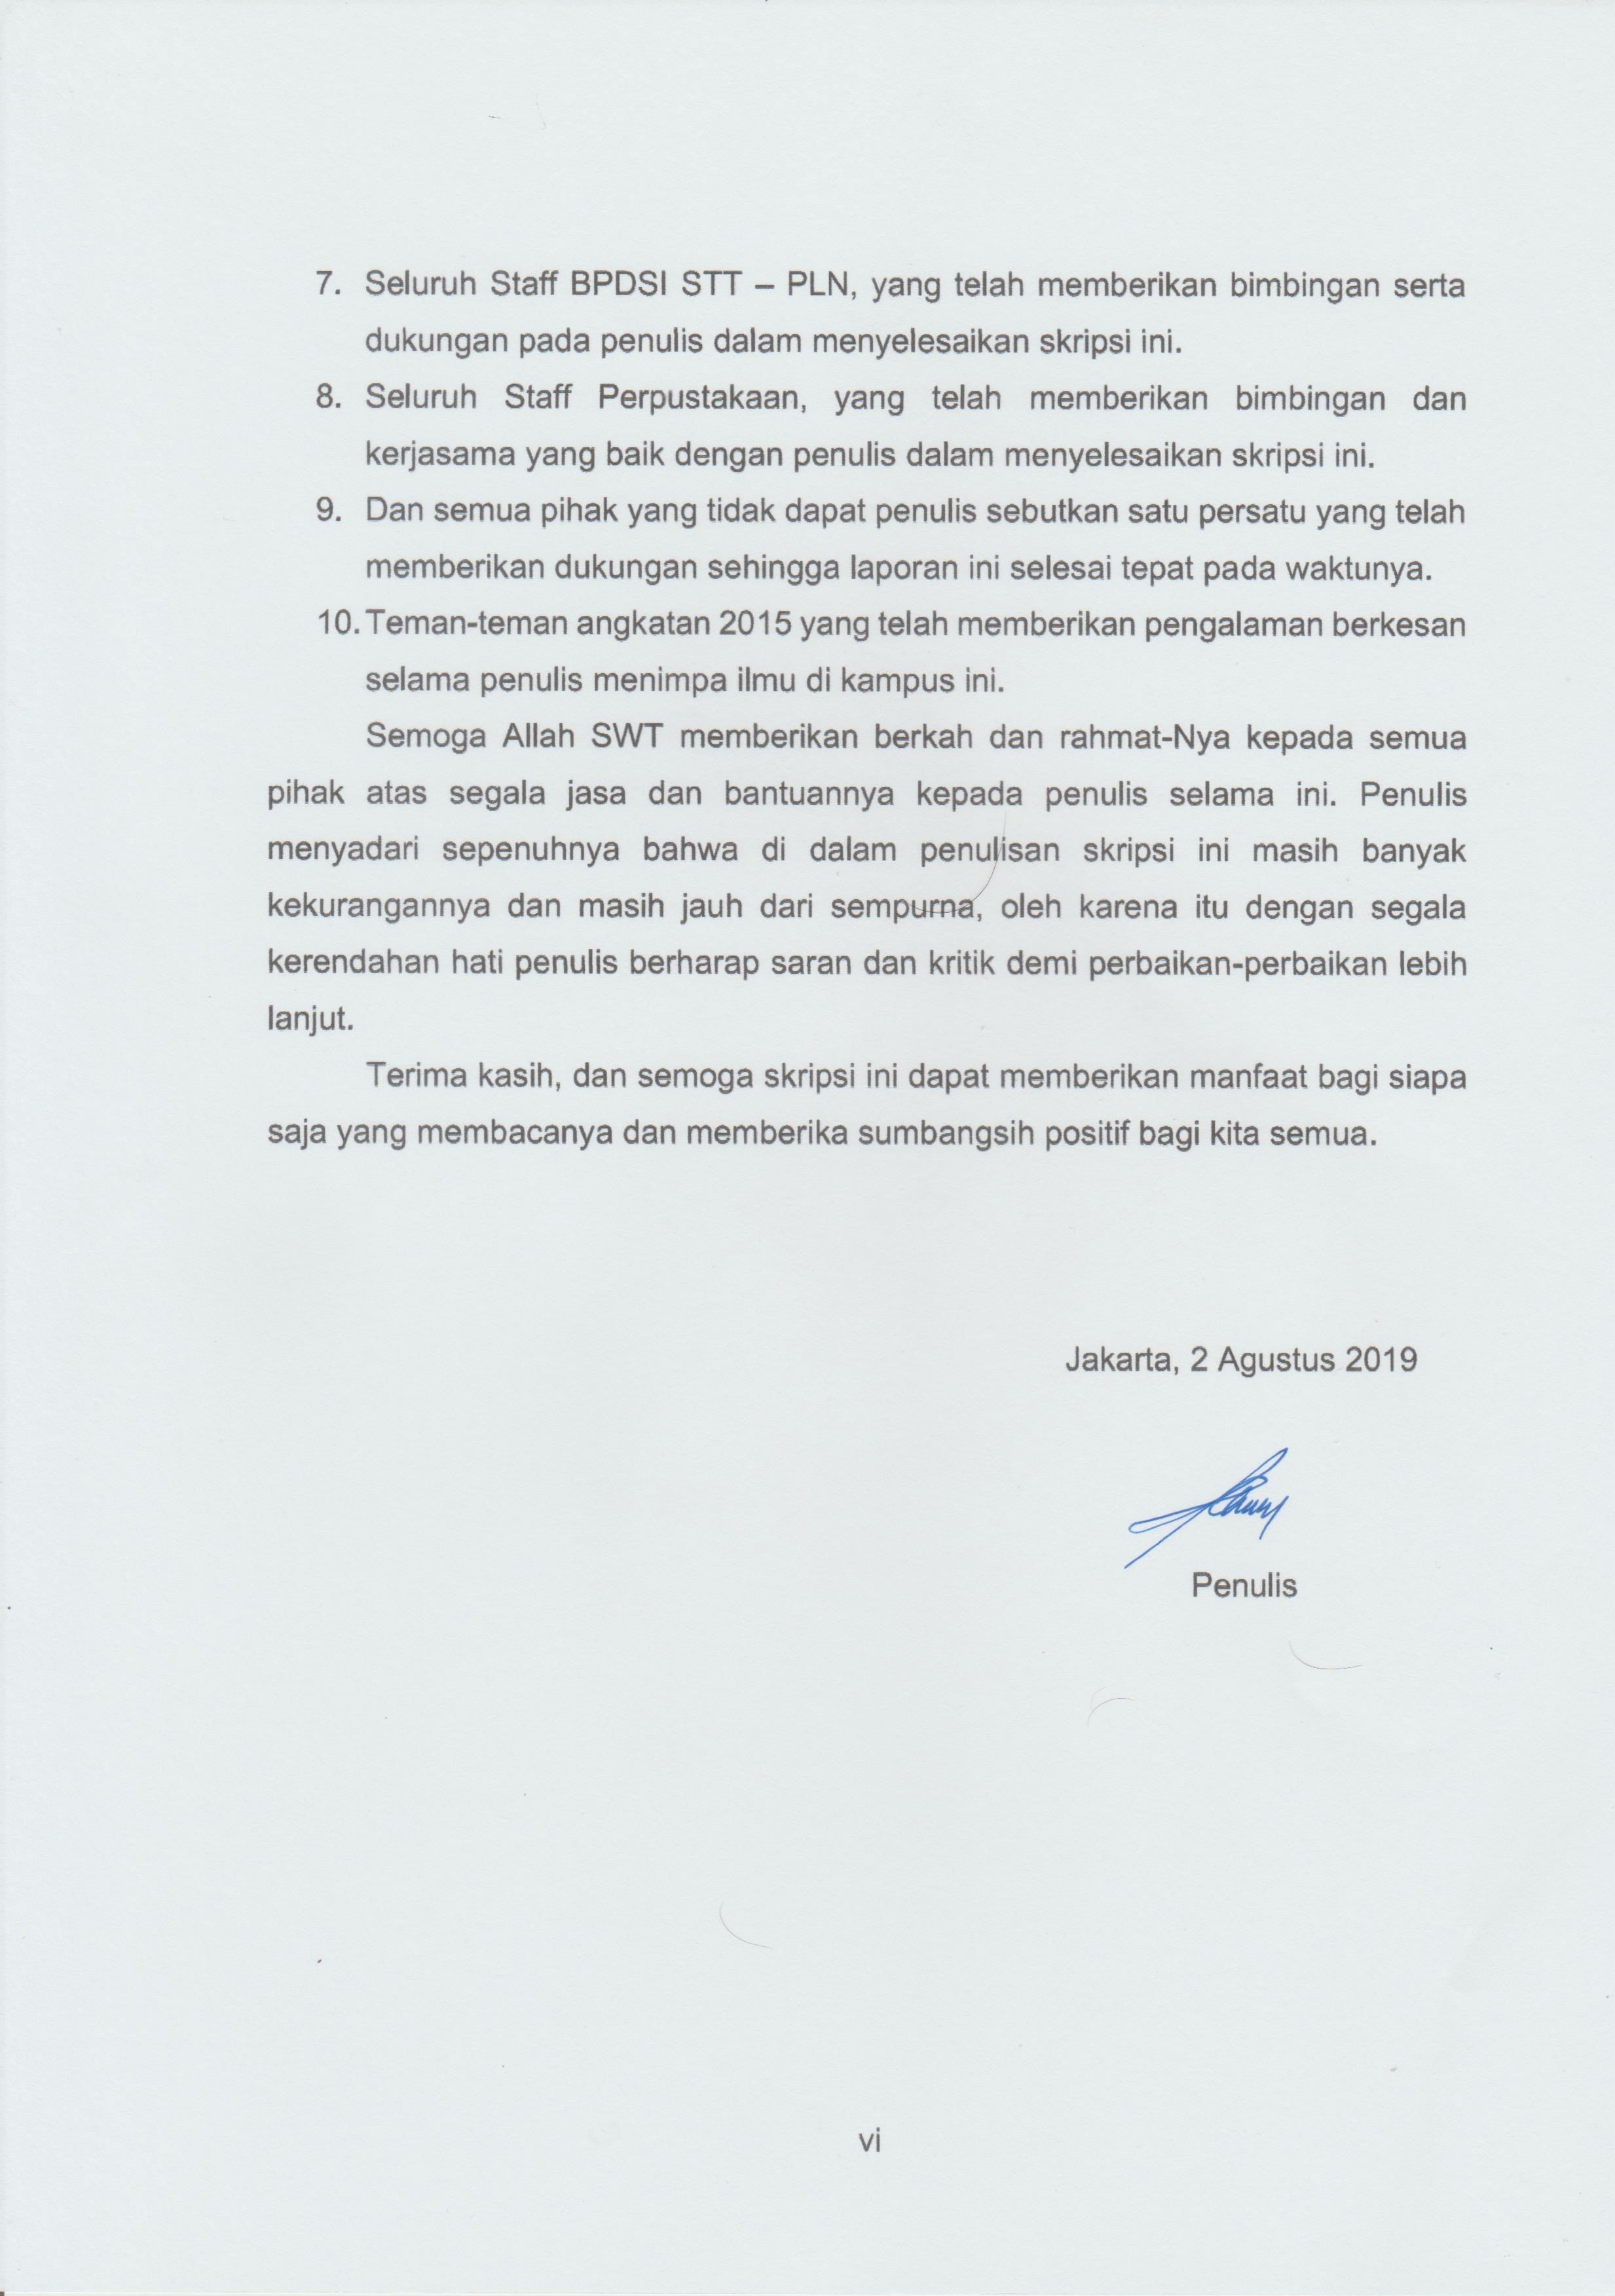 7. Seluruh Staff BPDSI STT – PLN, yang telah memberikan bimbingan serta
dukungan pada penulis dalam menyelesaikan skripsi ini.
8. Seluruh Staff Perpustakaan, yang telah memberikan bimbingan dan
kerjasama yang baik dengan penulis dalam menyelesaikan skripsi ini.
9. Dan semua pihak yang tidak dapat penulis sebutkan satu persatu yang telah
memberikan dukungan sehingga laporan ini selesai tepat pada waktunya.
10. Teman-teman angkatan 2015 yang telah memberikan pengalaman berkesan
selama penulis menimpa ilmu di kampus ini.
Semoga Allah SWT memberikan berkah dan rahmat-Nya kepada semua
pihak atas segala jasa dan bantuannya kepada penulis selama ini. Penulis
menyadari sepenuhnya bahwa di dalam penulisan skripsi ini masih banyak
kekurangannya dan masih jauh dari sempurna, oleh karena itu dengan segala
kerendahan hati penulis berharap saran dan kritik demi perbaikan-perbaikan lebih
lanjut.
Terima kasih, dan semoga skripsi ini dapat memberikan manfaat bagi siapa
saja yang membacanya dan memberika sumbangsih positif bagi kita semua.
Jakarta, 2 Agustus 2019
Penulis
vi